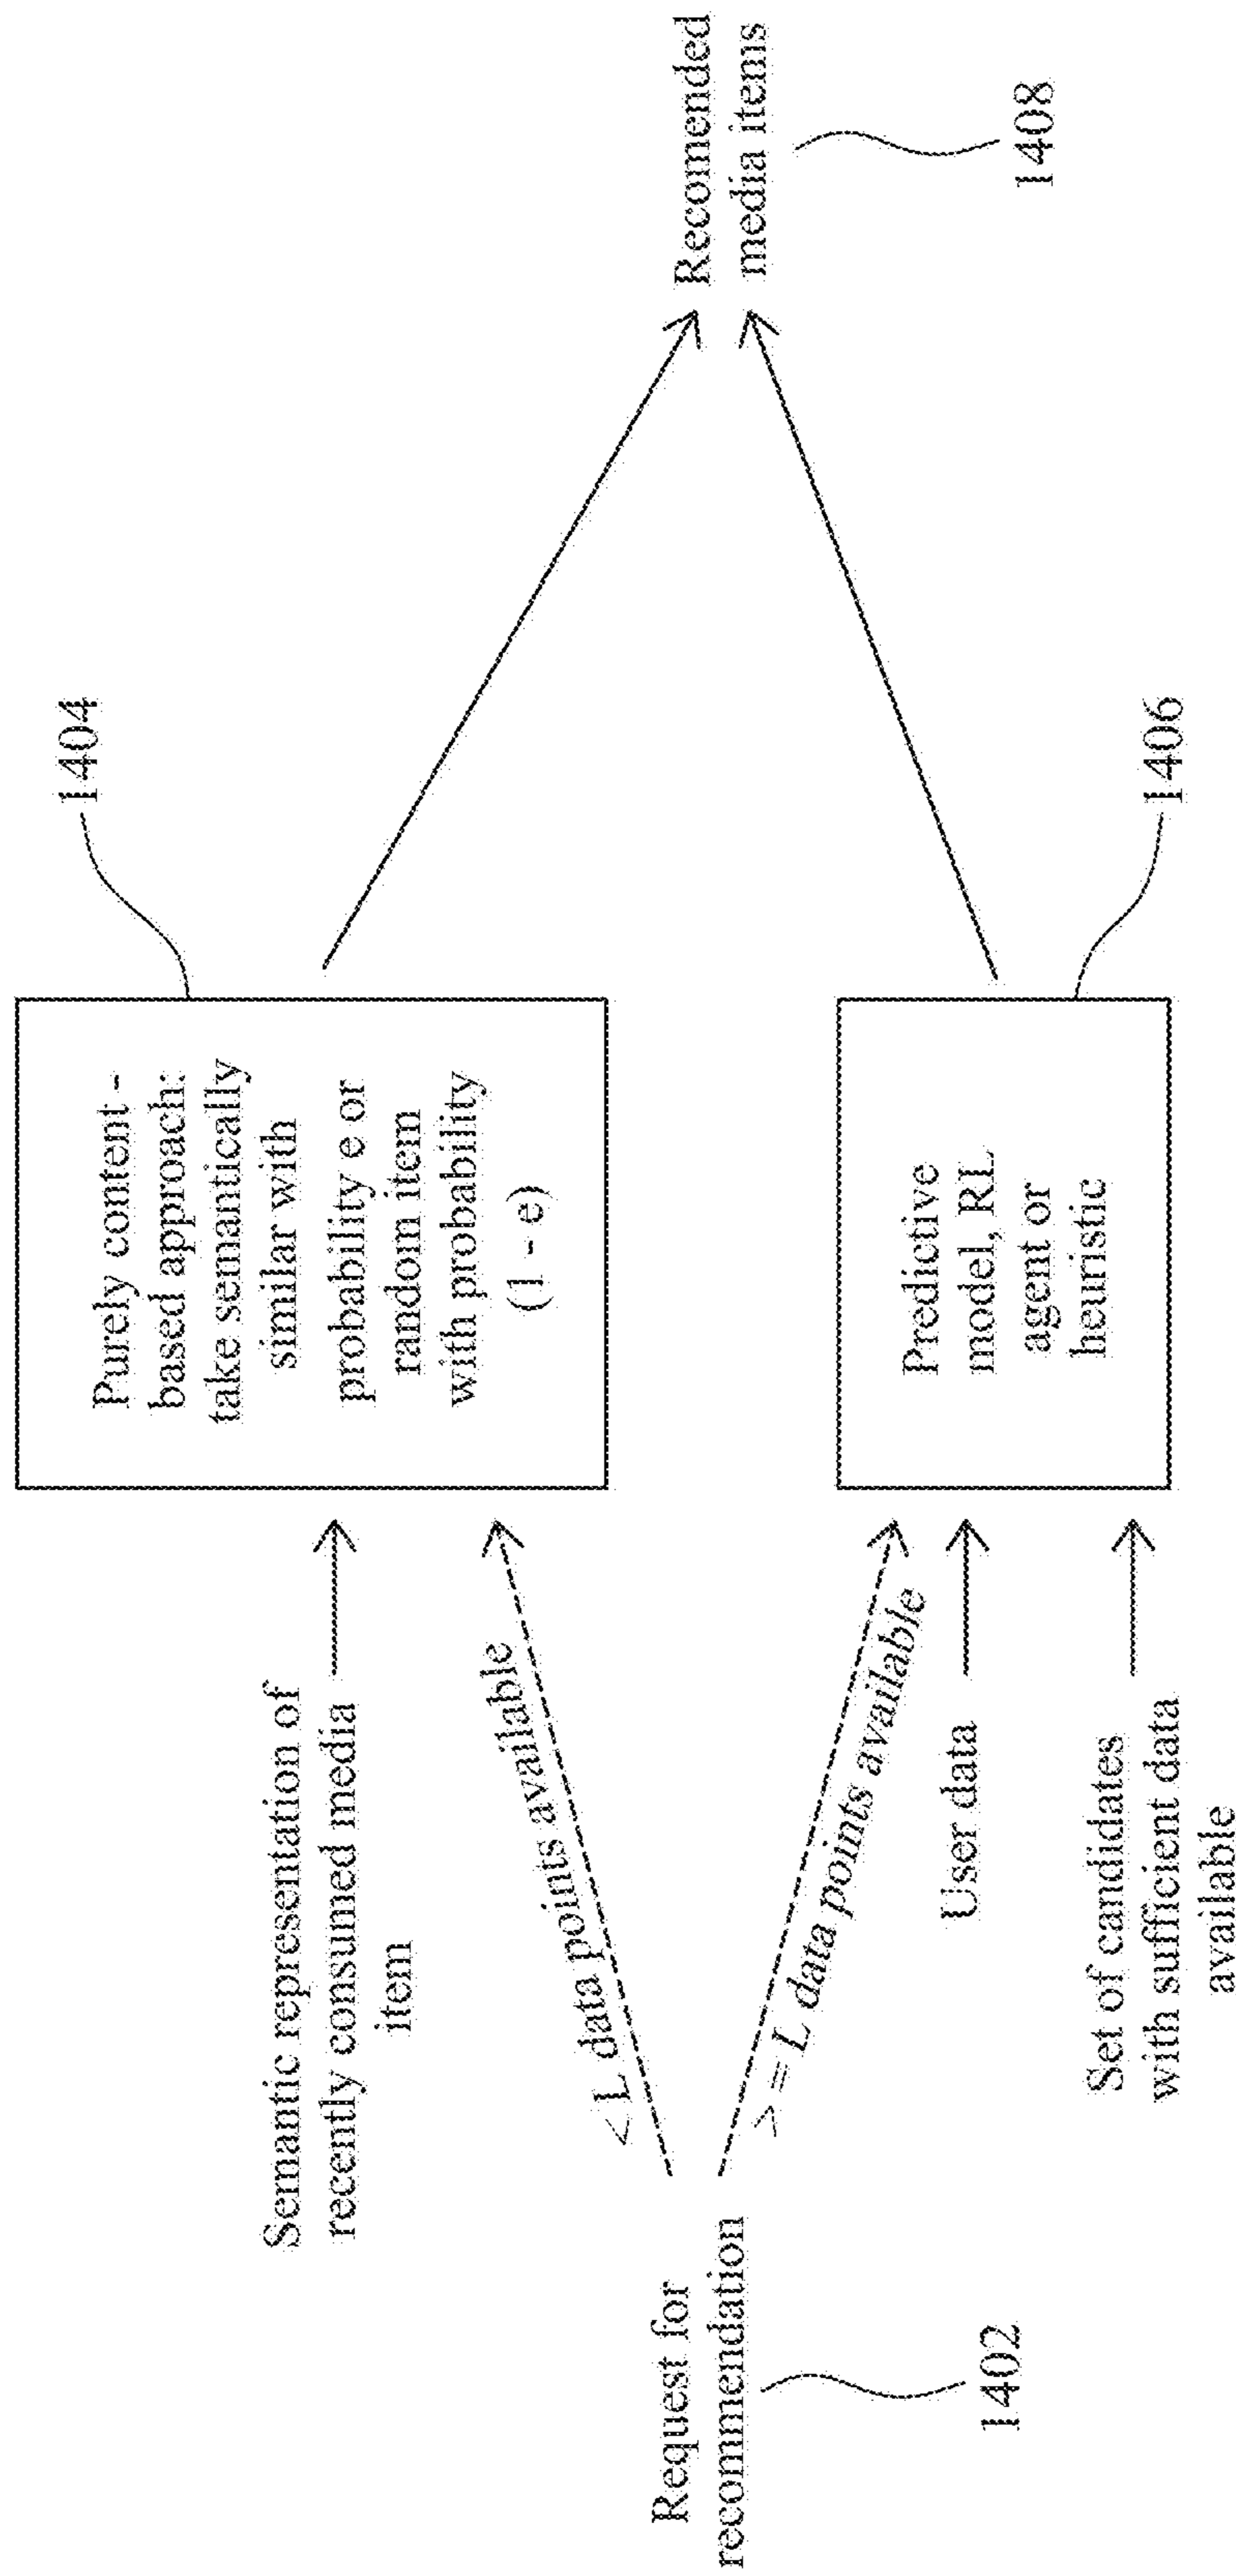 Request for
recommendation
1402
Semantic representation of
recently consumed media
item
<L data points available
>=L data points available
User data
Set of candidates
with sufficient data
available
Purely content -
based approach:
take semantically
similar with
probability e or
random item
with probability
(1 - e)
1404
Predictive
model, RL
agent or
heuristic
1406
Recomended
media items
1408